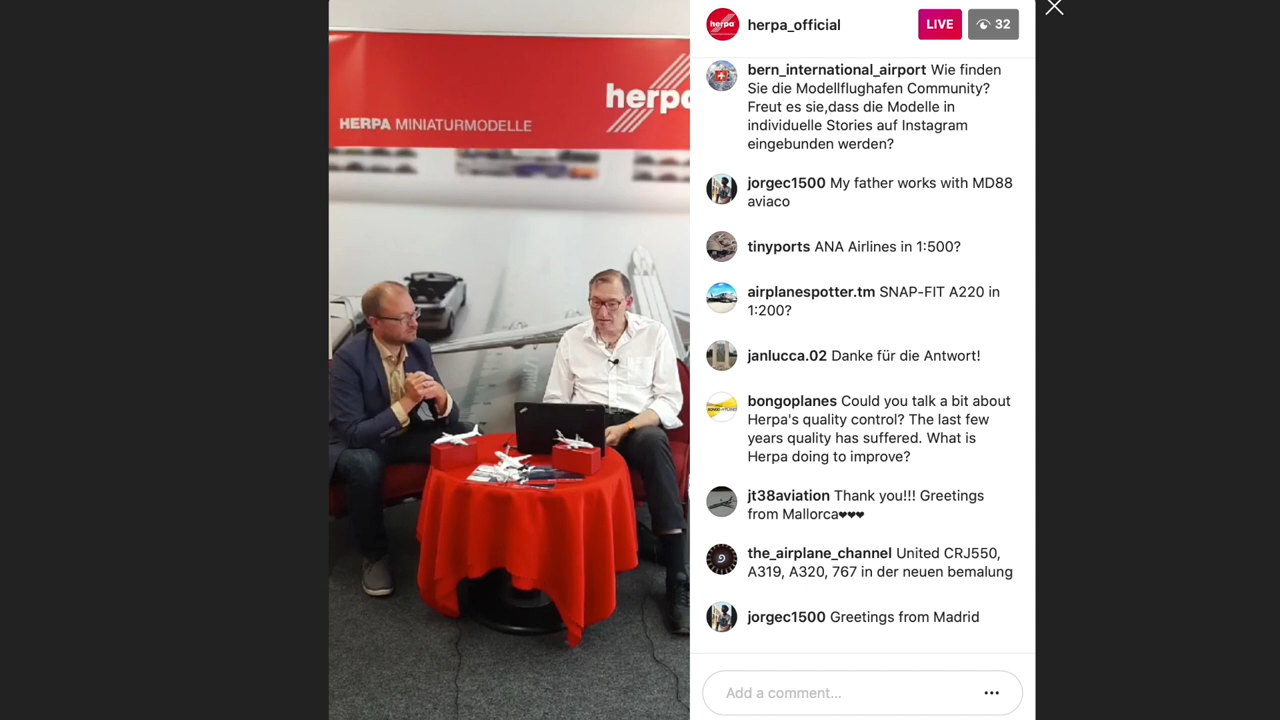 herpa
HERPA MINIATURMODELLE
herpa
herpa_official
LIVE
32
bern_international_airport Wie finden
Sie die Modellflughafen Community?
Freut es sie,dass die Modelle in
individuelle Stories auf Instagram
eingebunden werden?
jorgec1500 My father works with MD88
aviaco
tinyports ANA Airlines in 1:500?
airplanespotter.tm SNAP-FIT A220 in
1:200?
janlucca.02 Danke für die Antwort!
bongoplanes Could you talk a bit about
Herpa's quality control? The last few
years quality has suffered. What is
Herpa doing to improve?
jt38aviation Thank you!!! Greetings
from Mallorca❤❤❤
the_airplane_channel United CRJ550,
A319, A320, 767 in der neuen bemalung
jorgec1500 Greetings from Madrid
Add a comment...